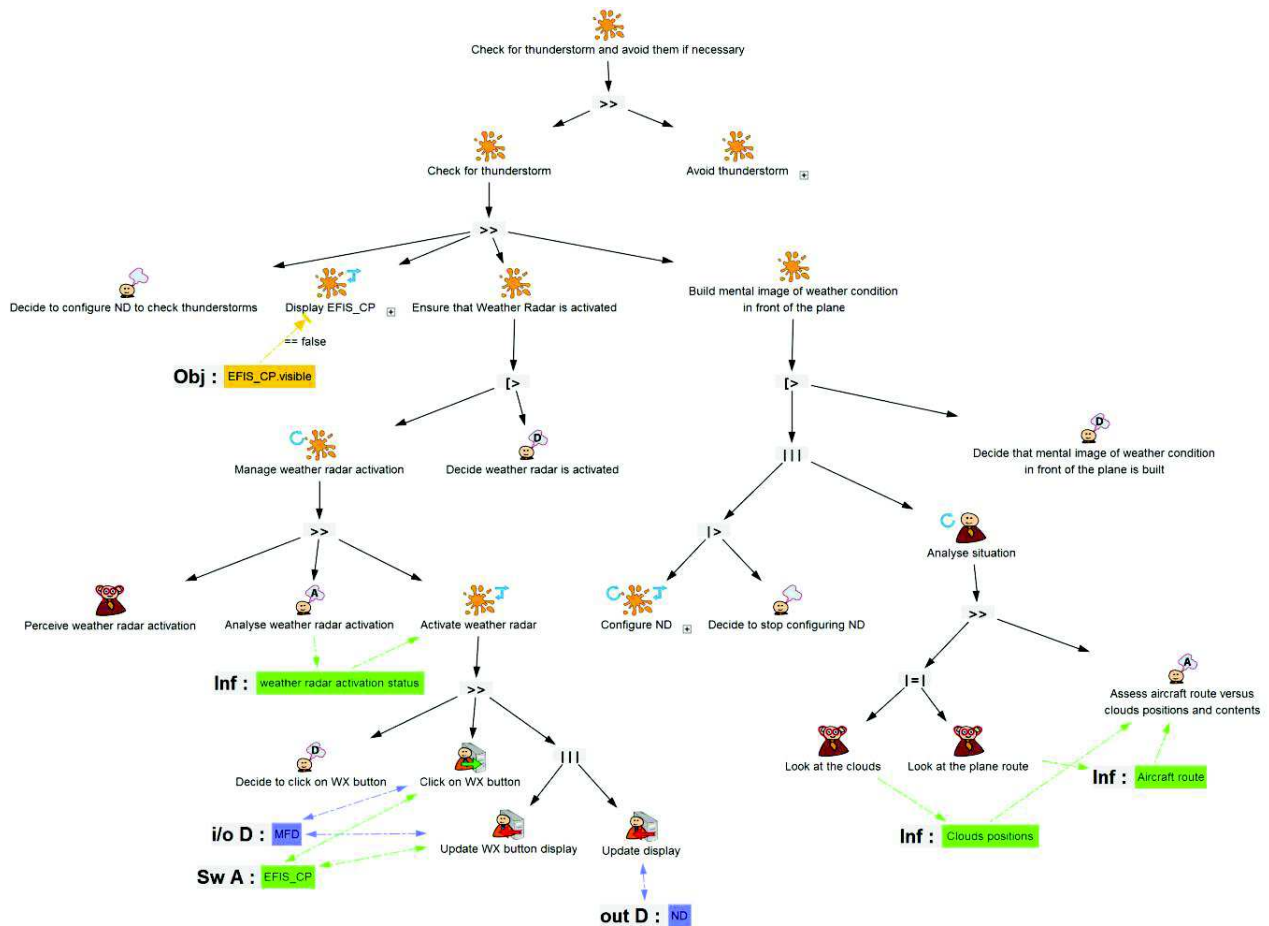 Check for thunderstorm and avoid them if necessary
>>
Check for thunderstorm
Avoid thunderstorm
>>
Decide to configure ND to check thunderstorms
Display EFIS_CP
Ensure that Weather Radar is activated
Build mental image of weather condition
in front of the plane
== false
Obj : EFIS_CP.visible
[>
[>
Manage weather radar activation
D
Decide weather radar is activated
|||
D
Decide that mental image of weather condition
in front of the plane is built
>>
|>
Analyse situation
Perceive weather radar activation
A
Analyse weather radar activation
Activate weather radar
Configure ND
Decide to stop configuring ND
>>
Inf : weather radar activation status
>>
|=|
A
Assess aircraft route versus
clouds positions and contents
D
Decide to click on WX button
Click on WX button
|||
Look at the clouds
Look at the plane route
Inf : Aircraft route
i/o D : MFD
Update WX button display
Update display
Inf : Clouds positions
Sw A : EFIS_CP
out D : ND